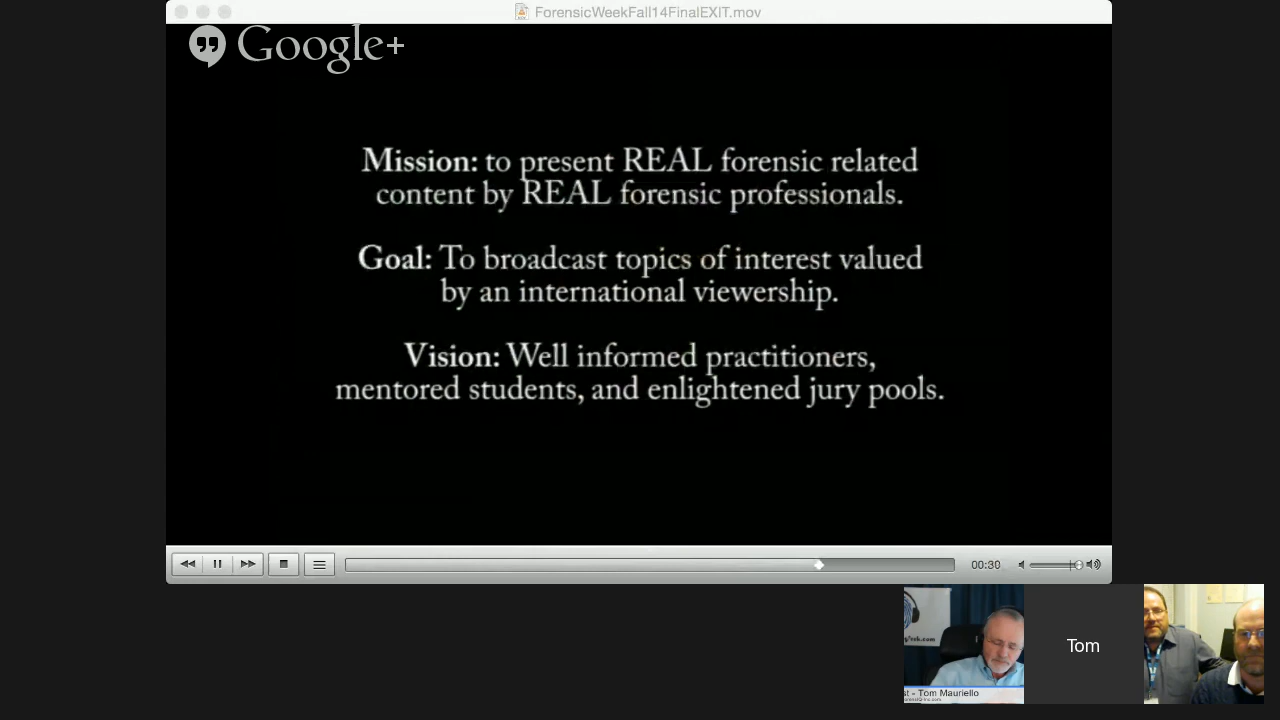 ForensicWeekFall14FinalEXIT.mov
Google+
Mission: to present REAL forensic related
content by REAL forensic professionals.
Goal: To broadcast topics of interest valued
by an international viewership.
Vision: Well informed practitioners,
mentored students, and enlightened jury pools.
00:30
Tom
st - Tom Mauriello